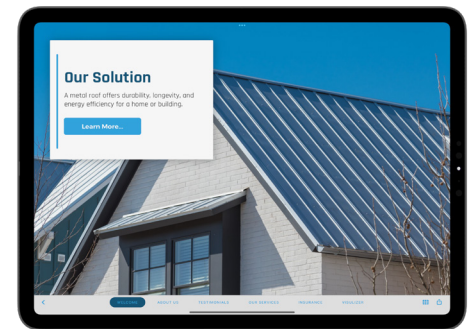 Our Solution
A metal roof offers durability, longevity, and
energy efficiency for a home or building.
Learn More...
WELCOME
ABOUT US
TESTIMONIALS
OUR SERVICES
INSURANCE
VISUALIZER